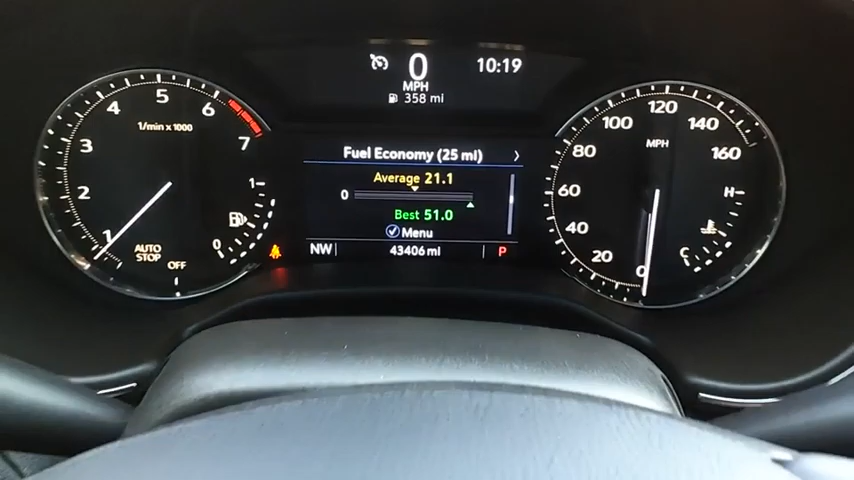 0
MPH
358 mi
10:19
1
2
3
4
5
6
7
1/min x 1000
AUTO
STOP
OFF
1
0
Fuel Economy (25 mi)
Average 21.1
0
Best 51.0
Menu
NW
43406 mi
P
0
20
40
60
80
100
120
140
160
MPH
H
C